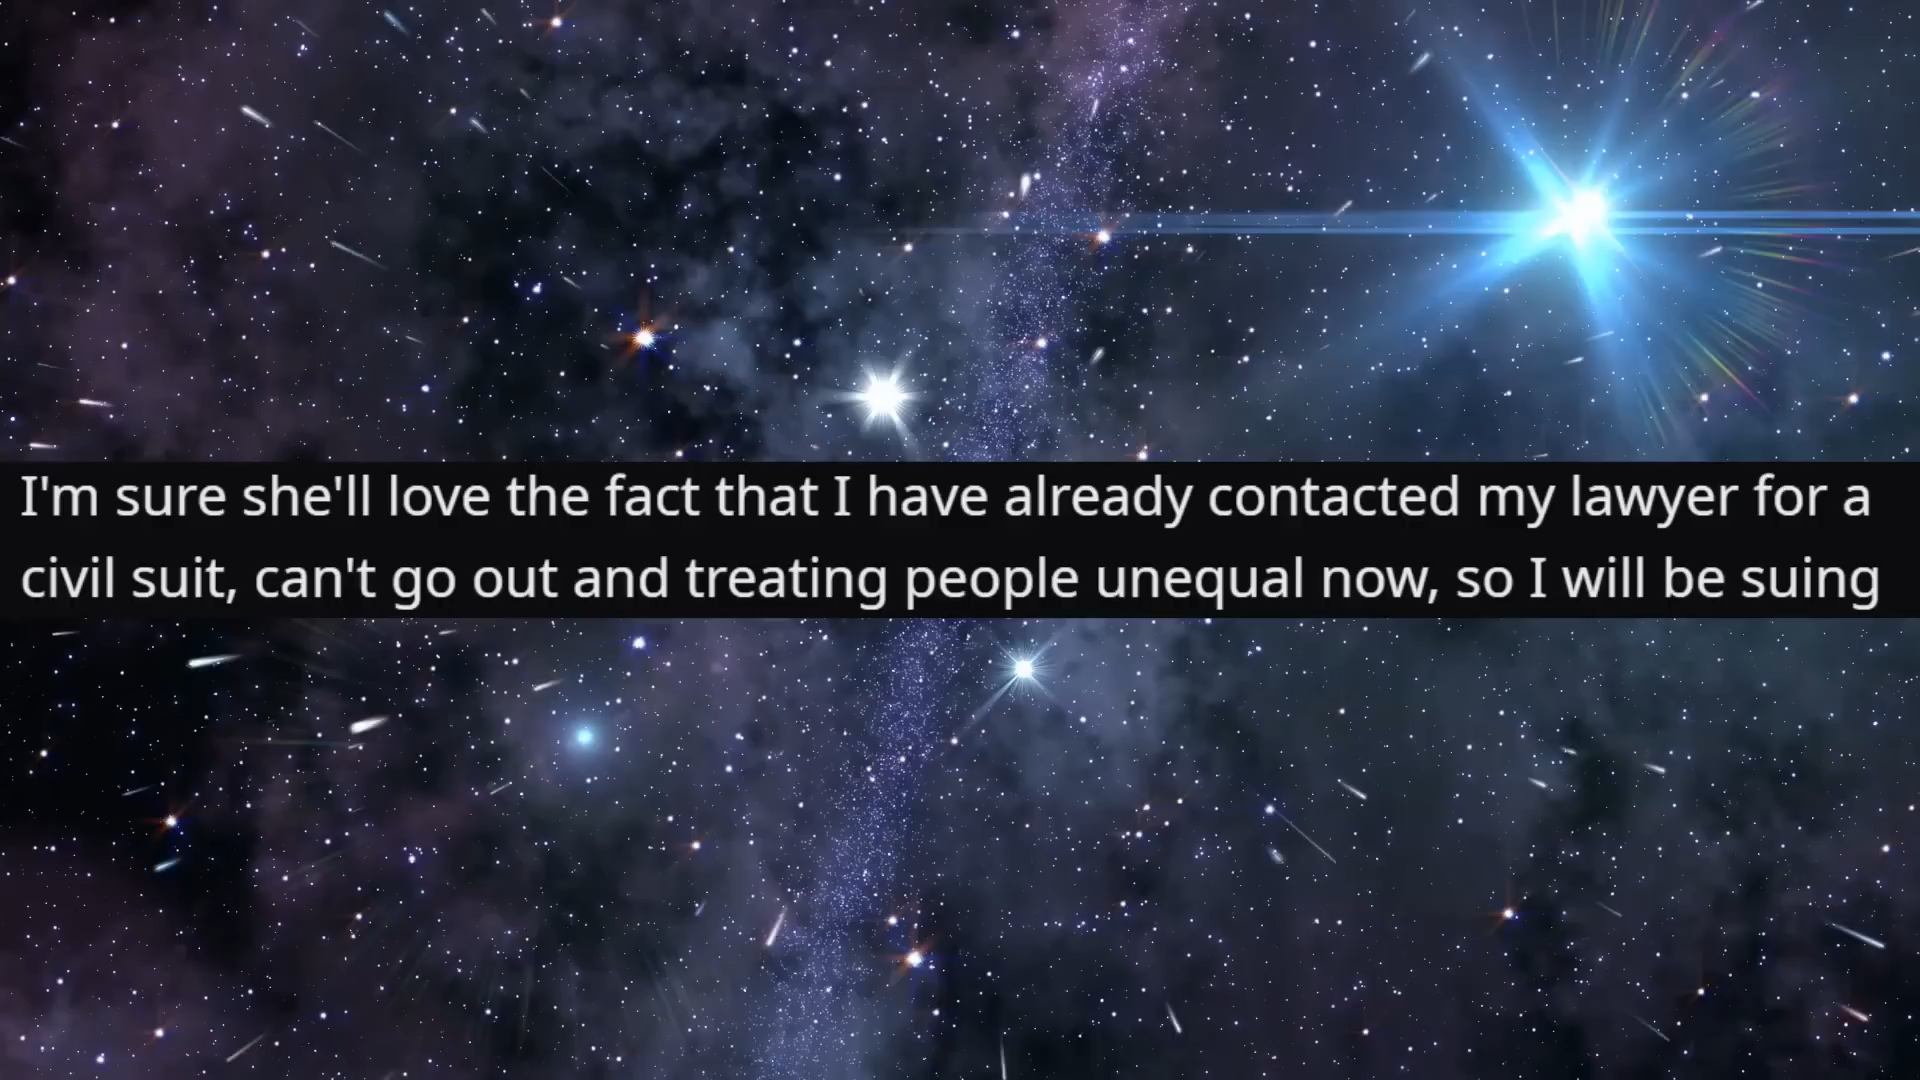 I'm sure she'll love the fact that I have already contacted my lawyer for a
civil suit, can't go out and treating people unequal now, so I will be suing